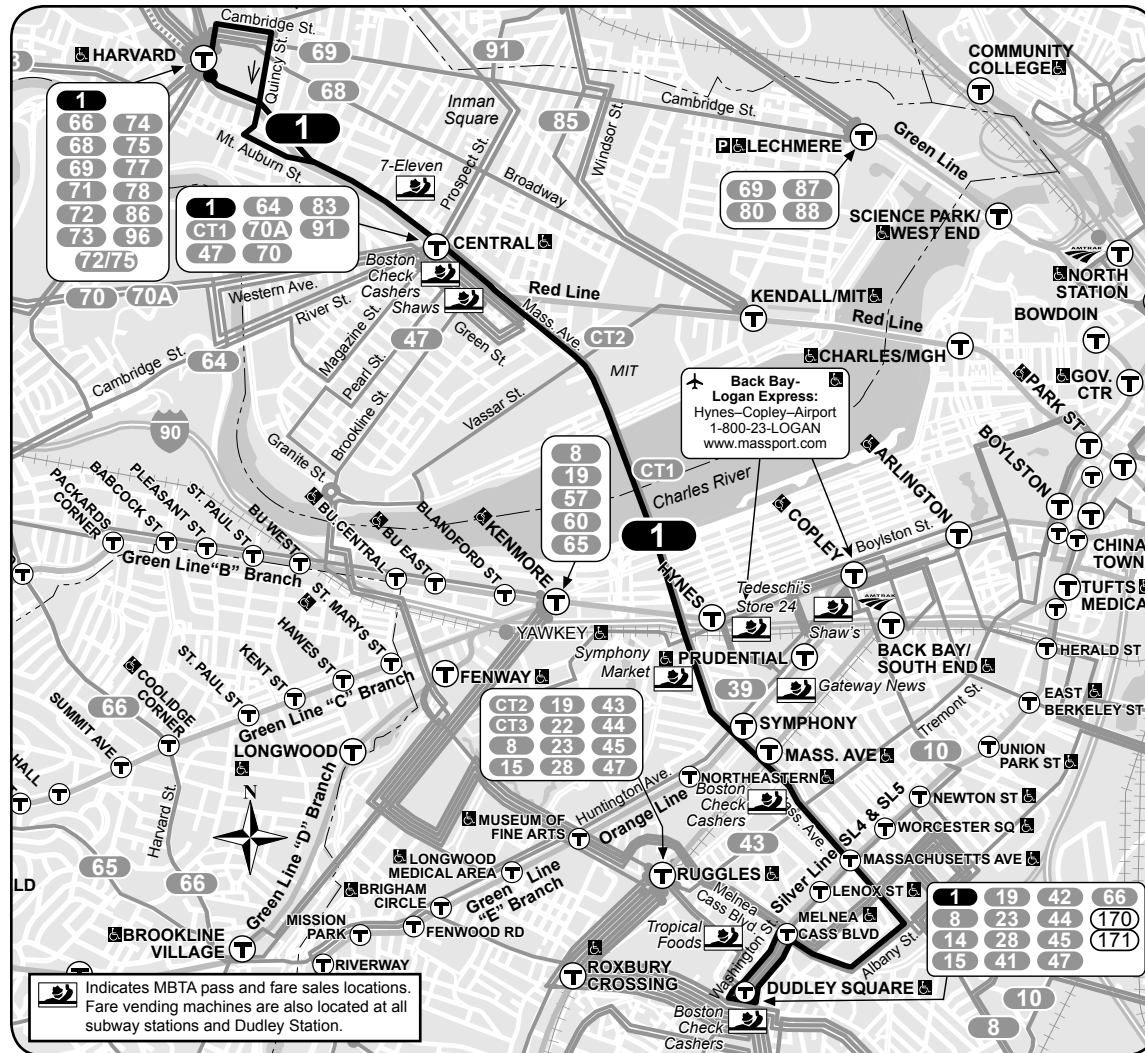 Cambridge St.
HARVARD
69
91
COMMUNITY
COLLEGE
Quincy St.
1
66 74
68 75
69 77
71 78
72 86
73 96
72/75
68
Inman
Square
Cambridge St.
85
Windsor St.
P LECHMERE
Green Line
1
Mt. Auburn St.
7-Eleven
Prospect St.
Broadway
69 87
80 88
SCIENCE PARK/
WEST END
AMTRAK
NORTH
STATION
1 64 83
CT1 70A 91
47 70
CENTRAL
Boston
Check
Cashers
Shaws
70 70A
Western Ave.
River St.
Red Line
KENDALL/MIT
Red Line
BOWDOIN
Mass. Ave.
Magazine St.
47
Green St.
CT2
CHARLES/MGH
PARK ST
GOV.
CTR
64
Cambridge St.
Pearl St.
MIT
Back Bay-
Logan Express:
Hynes–Copley–Airport
1-800-23-LOGAN
www.massport.com
Brookline St.
Vassar St.
90
Granite St.
8
19
57
60
65
CT1
Charles River
ARLINGTON
BOYLSTON
PACKARDS
CORNER
BABCOCK ST
PLEASANT ST
ST. PAUL ST
BU WEST
BU.CENTRAL
BU EAST
BLANDFORD ST
KENMORE
1
COPLEY
Boylston St.
CHINA
TOWN
Green Line "B" Branch
HYNES
Tedeschi's
Store 24
AMTRAK
Shaw's
TUFTS
MEDICA
ST. MARYS ST
HAWES ST
KENT ST
ST. PAUL ST
COOLIDGE
CORNER
SUMMIT AVE
YAWKEY
Symphony
Market
PRUDENTIAL
BACK BAY/
SOUTH END
HERALD ST
Green Line "C" Branch
FENWAY
39
Gateway News
66
CT2 19 43
CT3 22 44
8 23 45
15 28 47
SYMPHONY
Tremont St.
EAST
BERKELEY ST
LONGWOOD
MASS. AVE
10
UNION
PARK ST
HALL
N
Huntington Ave.
NORTHEASTERN
Boston
Check
Cashers
Mass. Ave.
NEWTON ST
Harvard St.
Green Line "D" Branch
MUSEUM OF
FINE ARTS
Orange Line
Silver Line SL4 & SL5
WORCESTER SQ
43
MASSACHUSETTS AVE
65
66
LONGWOOD
MEDICAL AREA
Green Line
"E" Branch
RUGGLES
LENOX ST
LD
BRIGHAM
CIRCLE
Melnea
Cass Blvd.
MELNEA
CASS BLVD
1 19 42 66
8 23 44 170
14 28 45 171
15 41 47
MISSION
PARK
FENWOOD RD
Tropical
Foods
Washington St.
Albany St.
BROOKLINE
VILLAGE
RIVERWAY
ROXBURY
CROSSING
DUDLEY SQUARE
10
8
Boston
Check
Cashers
Indicates MBTA pass and fare sales locations.
Fare vending machines are also located at all
subway stations and Dudley Station.